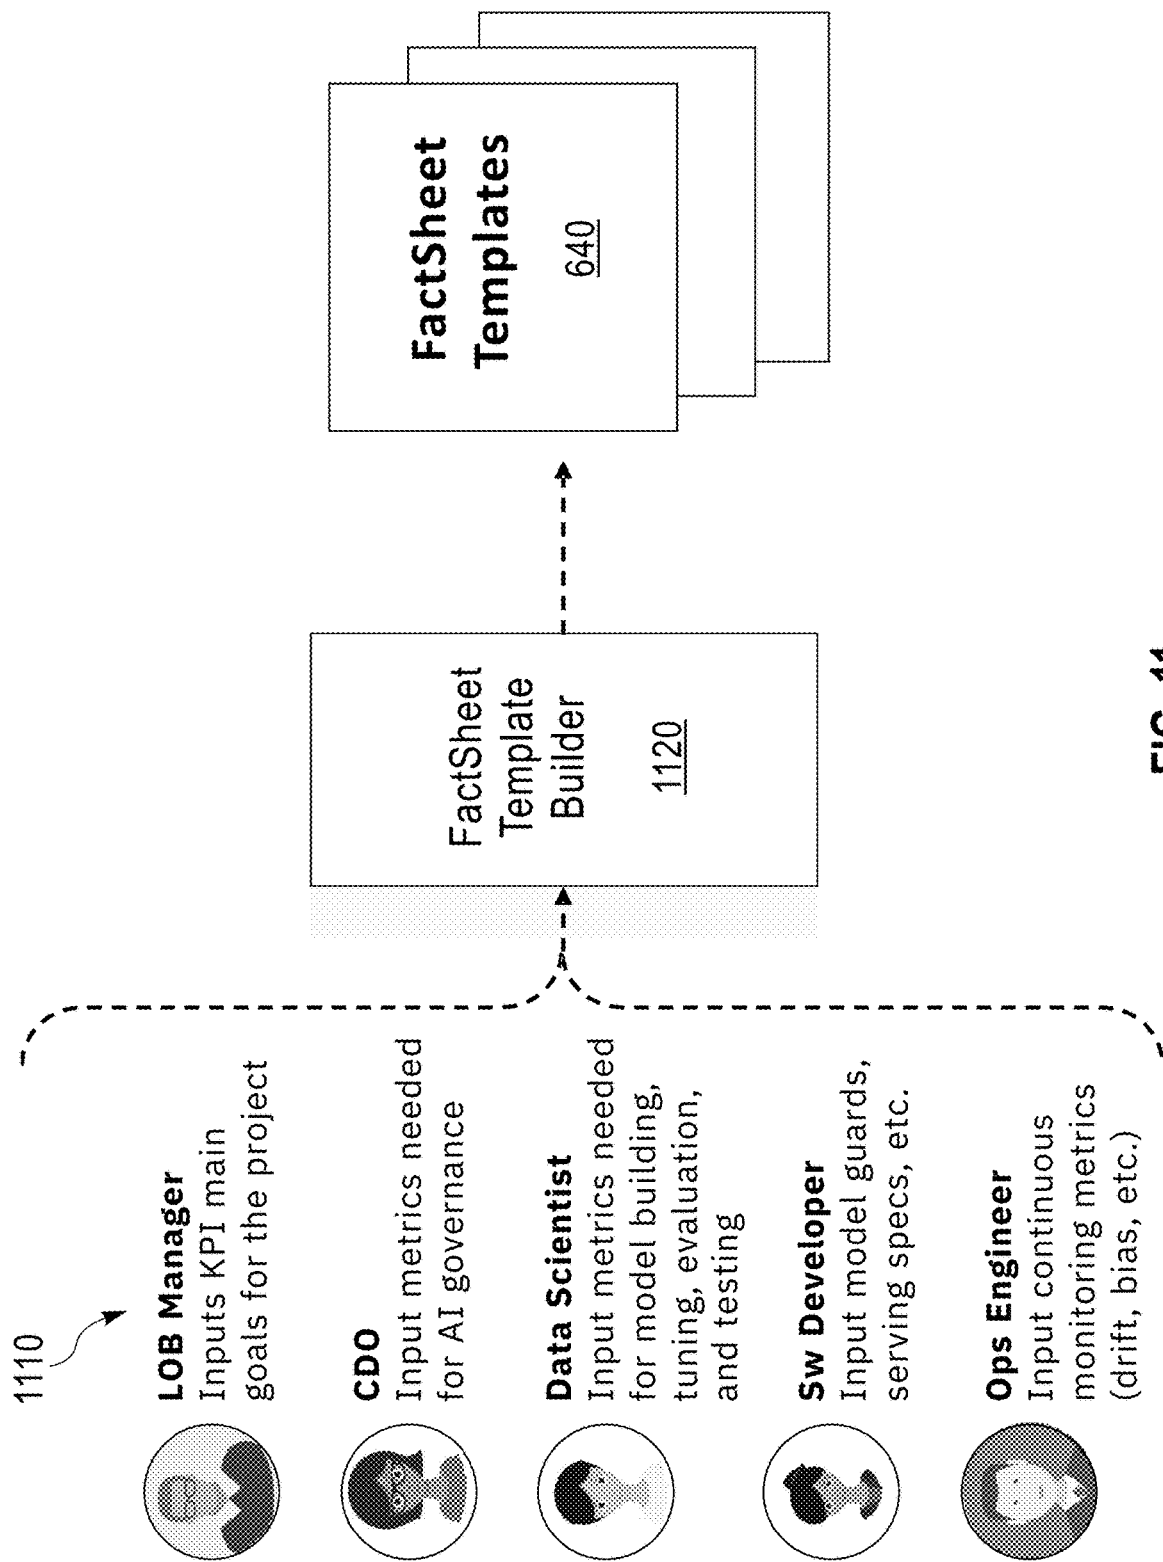 1110
LOB Manager
Inputs KPI main
goals for the project
CDO
Input metrics needed
for AI governance
Data Scientist
Input metrics needed
for model building,
tuning, evaluation,
and testing
Sw Developer
Input model guards,
serving specs, etc.
Ops Engineer
Input continuous
monitoring metrics
(drift, bias, etc.)
FactSheet
Template
Builder
1120
FactSheet
Templates
640
FIG. 11